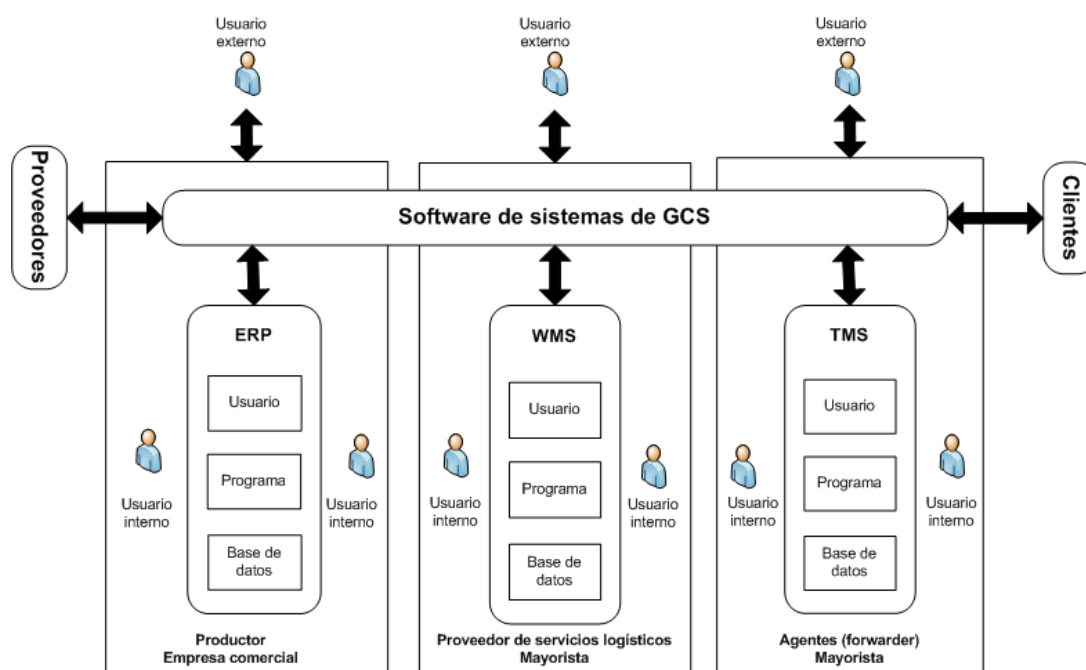 Usuario
externo
Usuario
externo
Usuario
externo
Proveedores
Software de sistemas de GCS
Clientes
ERP
Usuario
Programa
Base de
datos
Usuario
interno
Usuario
interno
Productor
Empresa comercial
WMS
Usuario
Programa
Base de
datos
Usuario
interno
Usuario
interno
Proveedor de servicios logísticos
Mayorista
TMS
Usuario
Programa
Base de
datos
Usuario
interno
Usuario
interno
Agentes (forwarder)
Mayorista